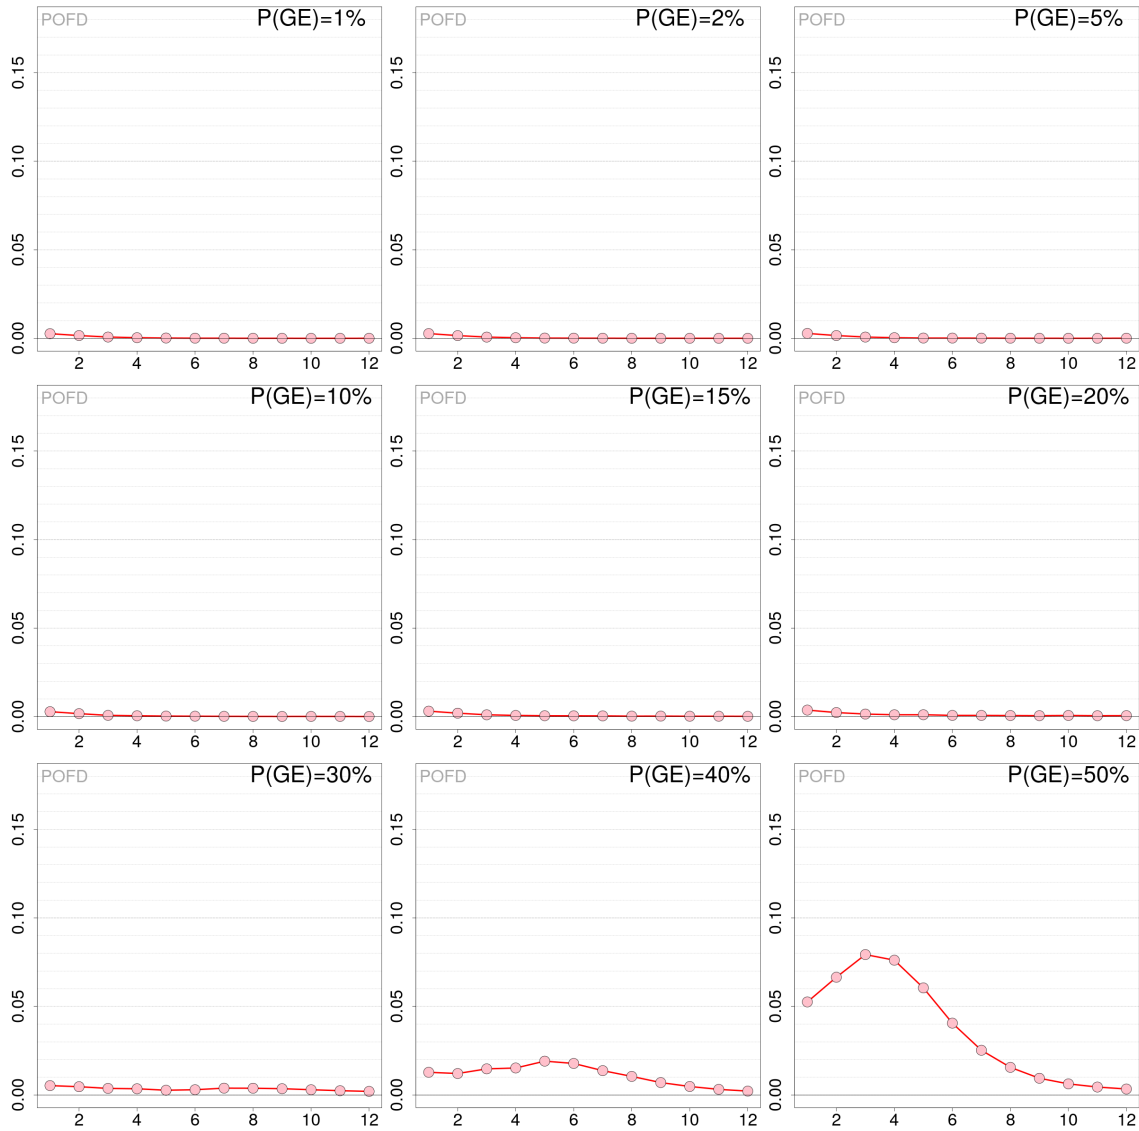 POFD P(GE)=1% POFD P(GE)=2% POFD P(GE)=5%
0.15 0.15 0.15
0.10 0.10 0.10
0.05 0.05 0.05
0.00 0.00 0.00
2 4 6 8 10 12 2 4 6 8 10 12 2 4 6 8 10 12
POFD P(GE)=10% POFD P(GE)=15% POFD P(GE)=20%
0.15 0.15 0.15
0.10 0.10 0.10
0.05 0.05 0.05
0.00 0.00 0.00
2 4 6 8 10 12 2 4 6 8 10 12 2 4 6 8 10 12
POFD P(GE)=30% POFD P(GE)=40% POFD P(GE)=50%
0.15 0.15 0.15
0.10 0.10 0.10
0.05 0.05 0.05
0.00 0.00 0.00
2 4 6 8 10 12 2 4 6 8 10 12 2 4 6 8 10 12